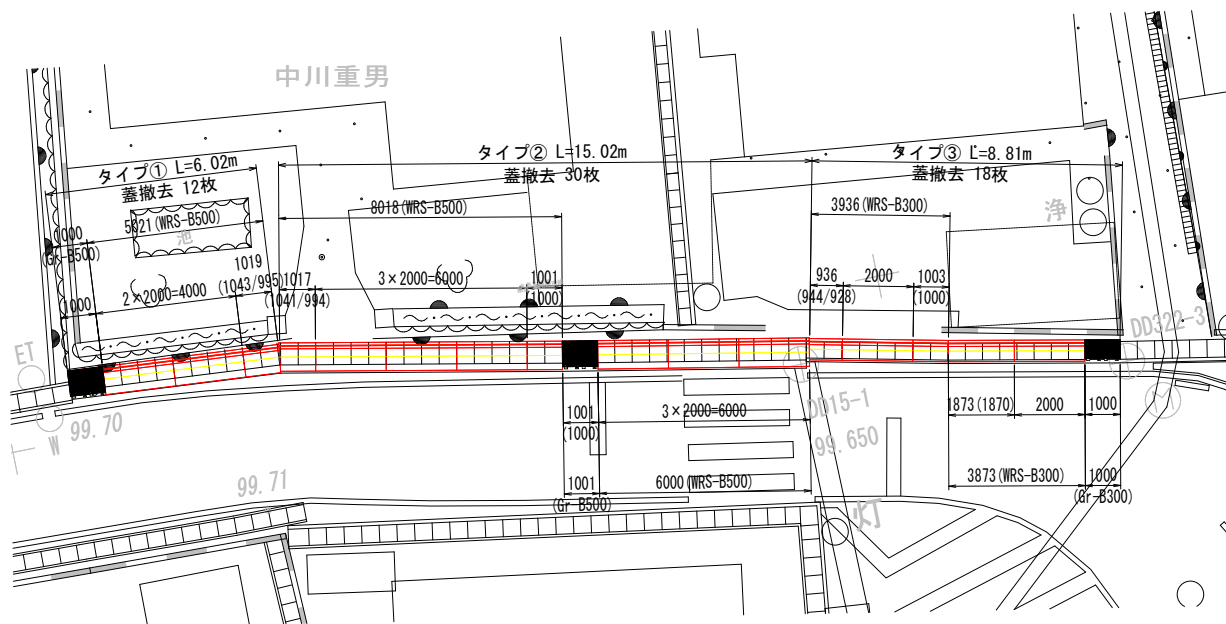 中川重男
タイプ① L=6.02m
蓋撤去 12枚
5021(WRS-B500)
1000
(Gr-B500)
池
1000
2×2000=4000
1019
(1043/995)
タイプ② L=15.02m
蓋撤去 30枚
8018(WRS-B500)
1017
(1041/994)
3×2000=6000
1001
(1000)
タイプ③ L=8.81m
蓋撤去 18枚
3936(WRS-B300)
浄
936
(944/928)
2000
1003
(1000)
DD322-3
ET
W
99.70
99.71
1001
(1000)
3×2000=6000
DD15-1
99.650
1873(1870)
2000
1000
1001
(Gr-B500)
6000(WRS-B500)
3873(WRS-B300)
1000
(Gr-B300)
灯
M